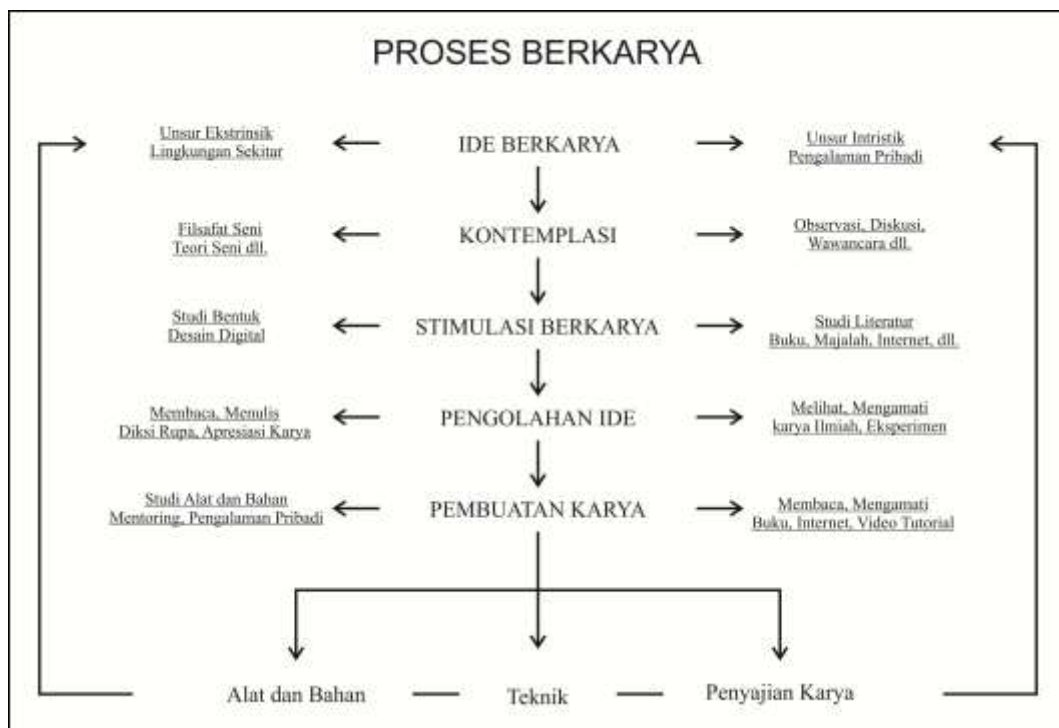 PROSES BERKARYA
Unsur Ekstrinsik
Lingkungan Sekitar
IDE BERKARYA
Unsur Intristik
Pengalaman Pribadi
Filsafat Seni
Teori Seni dll.
KONTEMPLASI
Observasi, Diskusi,
Wawancara dll.
Studi Bentuk
Desain Digital
STIMULASI BERKARYA
Studi Literatur
Buku, Majalah, Internet, dll.
Membaca, Menulis
Diksi Rupa, Apresiasi Karya
PENGOLAHAN IDE
Melihat, Mengamati
karya Ilmiah, Eksperimen
Studi Alat dan Bahan
Mentoring, Pengalaman Pribadi
PEMBUATAN KARYA
Membaca, Mengamati
Buku, Internet, Video Tutorial
Alat dan Bahan
Teknik
Penyajian Karya